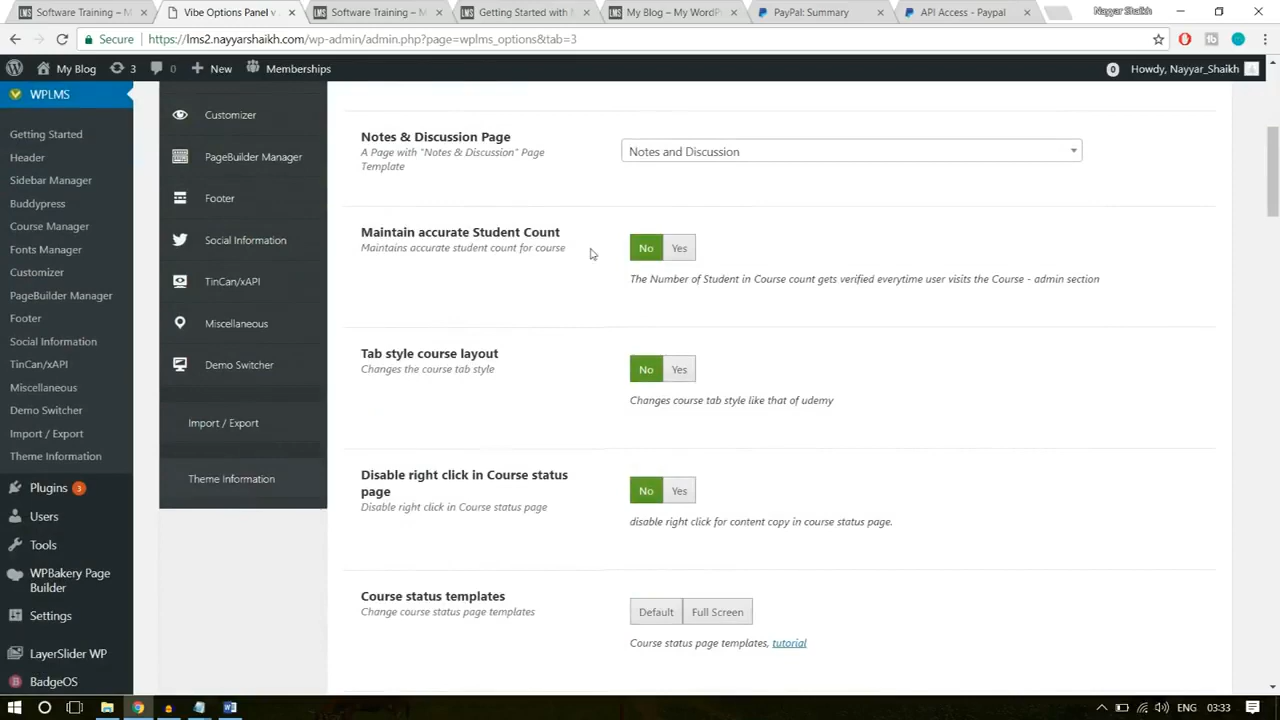 Software Training – M
Vibe Options Panel v
Software Training – M
Getting Started with
My Blog – My WordPr
PayPal: Summary
API Access - Paypal
Nayyar Shaikh
Secure
https://lms2.nayyarshaikh.com/wp-admin/admin.php?page=wplms_options&tab=3
My Blog
3
0
New
Memberships
0
Howdy, Nayyar_Shaikh
WPLMS
Getting Started
Header
Sidebar Manager
Buddypress
Course Manager
Fonts Manager
Customizer
PageBuilder Manager
Footer
Social Information
TinCan/xAPI
Miscellaneous
Demo Switcher
Import / Export
Theme Information
Plugins 3
Users
Tools
WPBakery Page
Builder
Settings
LayerSlider WP
BadgeOS
Customizer
PageBuilder Manager
Footer
Social Information
TinCan/xAPI
Miscellaneous
Demo Switcher
Import / Export
Theme Information
Notes & Discussion Page
A Page with "Notes & Discussion" Page
Template
Notes and Discussion
Maintain accurate Student Count
Maintains accurate student count for course
No Yes
The Number of Student in Course count gets verified everytime user visits the Course - admin section
Tab style course layout
Changes the course tab style
No Yes
Changes course tab style like that of udemy
Disable right click in Course status
page
Disable right click in Course status page
No Yes
disable right click for content copy in course status page.
Course status templates
Change course status page templates
Default Full Screen
Course status page templates, tutorial
ENG
03:33